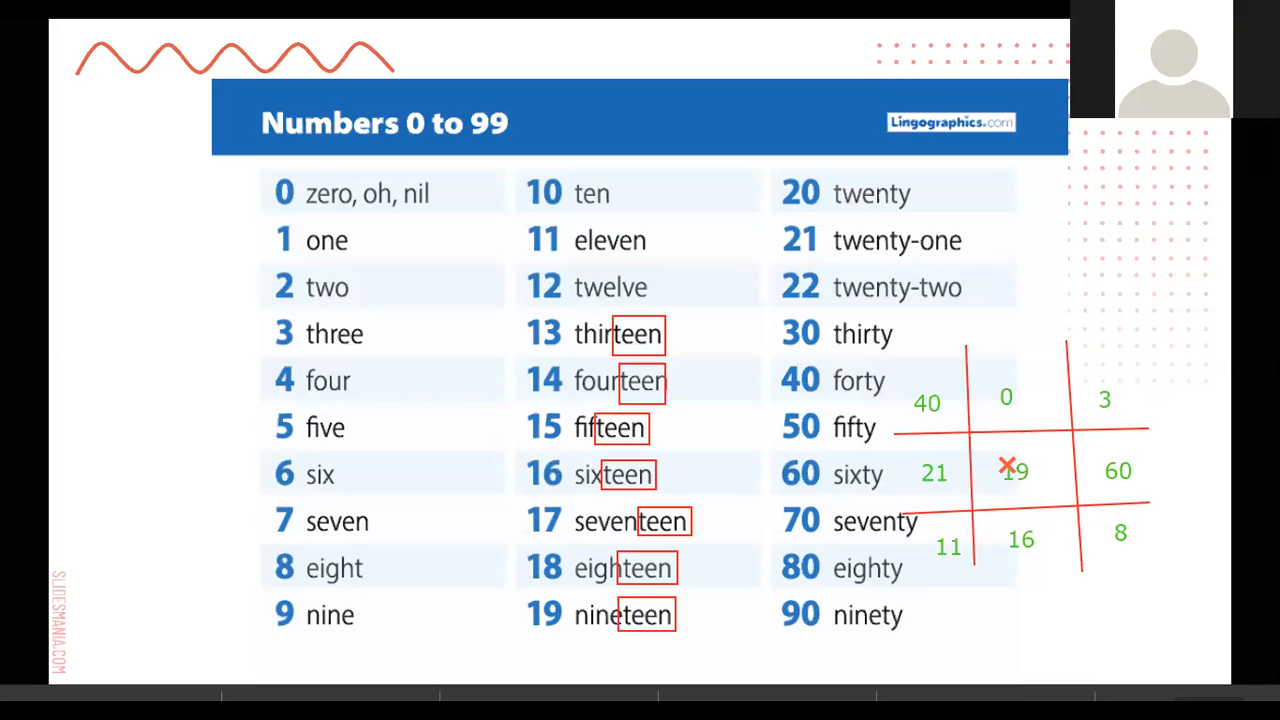 Numbers 0 to 99
Lingographics.com
0 zero, oh, nil
1 one
2 two
3 three
4 four
5 five
6 six
7 seven
8 eight
9 nine
10 ten
11 eleven
12 twelve
13 thirteen
14 fourteen
15 fifteen
16 sixteen
17 seventeen
18 eighteen
19 nineteen
20 twenty
21 twenty-one
22 twenty-two
30 thirty
40 forty
50 fifty
60 sixty
70 seventy
80 eighty
90 ninety
40 0 3
21 19 60
11 16 8
SLIDESMANIA.COM